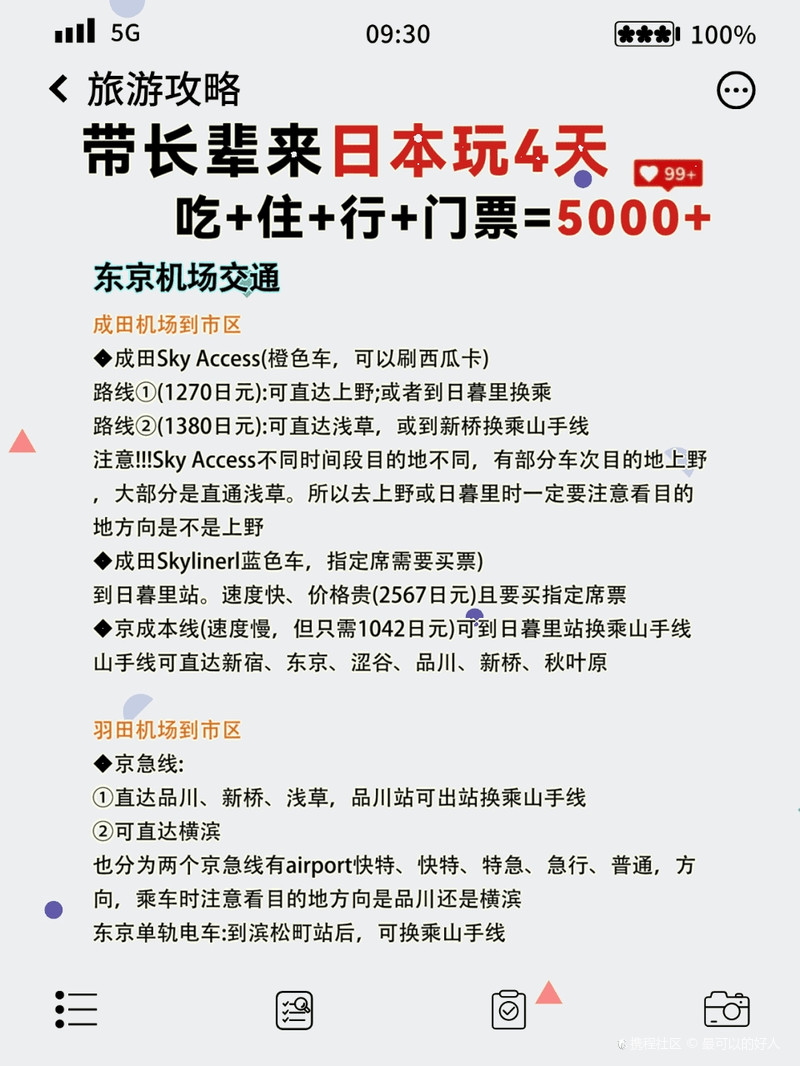 5G 09:30 100%
旅游攻略
带长辈来日本玩4天
99+
吃+住+行+门票=5000+
东京机场交通
成田机场到市区
◆成田Sky Access(橙色车，可以刷西瓜卡)
路线①(1270日元):可直达上野;或者到日暮里换乘
路线②(1380日元):可直达浅草，或到新桥换乘山手线
注意!!!Sky Access不同时间段目的地不同，有部分车次目的地上野
，大部分是直通浅草。所以去上野或日暮里时一定要注意看目的
地方向是不是上野
◆成田Skylinerl蓝色车，指定席需要买票)
到日暮里站。速度快、价格贵(2567日元)且要买指定席票
◆京成本线(速度慢，但只需1042日元)可到日暮里站换乘山手线
山手线可直达新宿、东京、涩谷、品川、新桥、秋叶原
羽田机场到市区
◆京急线:
①直达品川、新桥、浅草，品川站可出站换乘山手线
②可直达横滨
也分为两个京急线有airport快特、快特、特急、急行、普通，方
向，乘车时注意看目的地方向是品川还是横滨
东京单轨电车:到滨松町站后，可换乘山手线
携程社区 © 最可以的好人